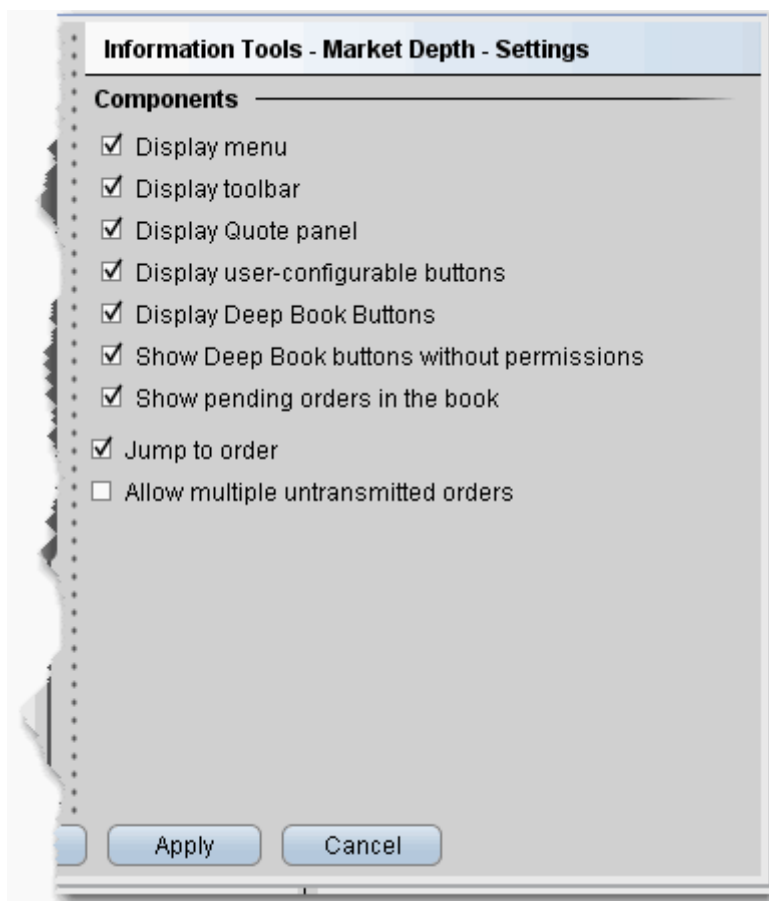 Information Tools - Market Depth - Settings
Components
Display menu
Display toolbar
Display Quote panel
Display user-configurable buttons
Display Deep Book Buttons
Show Deep Book buttons without permissions
Show pending orders in the book
Jump to order
Allow multiple untransmitted orders
Apply Cancel